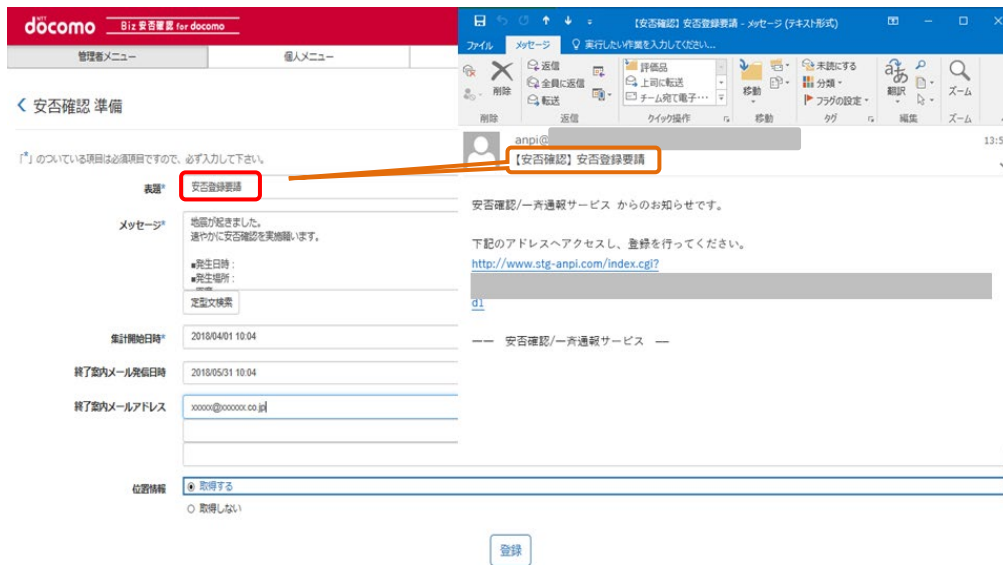 NTT
docomo Biz 安否確認 for docomo
管理者メニュー
個人メニュー
安否確認 準備
「*」のついている項目は必須項目ですので、必ず入力して下さい。
表題*
安否登録要請
メッセージ*
地震が起きました。
速やかに安否確認を実施願います。
■発生日時：
■発生場所：
定型文検索
集計開始日時*
2018/04/01 10:04
終了案内メール発信日時
2018/05/31 10:04
終了案内メールアドレス
xxxxx@xxxxxx.co.jp
位置情報
取得する
取得しない
登録
【安否確認】安否登録要請 - メッセージ (テキスト形式)
ファイル
メッセージ
実行したい作業を入力してください...
削除
返信
全員に返信
転送
評価品
上司に転送
チーム宛て電子…
移動
未読にする
分類
フラグの設定
翻訳
ズーム
削除
返信
クイック操作
移動
タグ
編集
ズーム
anpi@
13:5
【安否確認】安否登録要請
安否確認/一斉通報サービス からのお知らせです。
下記のアドレスへアクセスし、登録を行ってください。
http://www.stg-anpi.com/index.cgi?
d1
―― 安否確認/一斉通報サービス ―